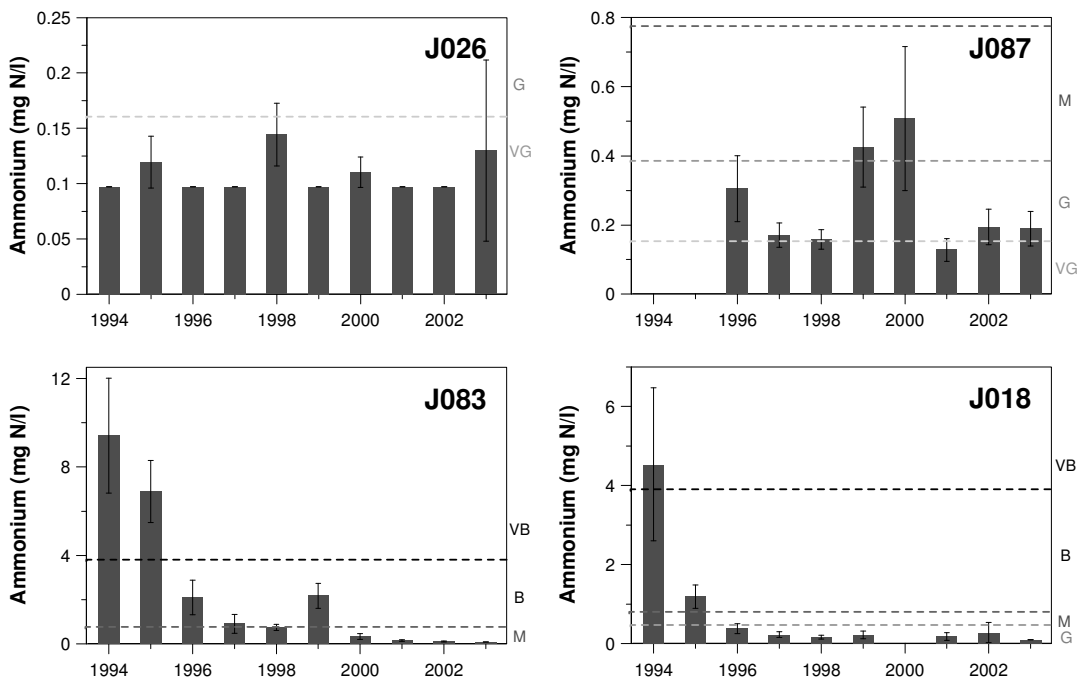 0.25
0.2
0.15
0.1
0.05
0
Ammonium (mg N/l)
J026
G
VG
1994 1996 1998 2000 2002
0.8
0.6
0.4
0.2
0
Ammonium (mg N/l)
J087
M
G
VG
1994 1996 1998 2000 2002
12
8
4
0
Ammonium (mg N/l)
J083
VB
B
M
1994 1996 1998 2000 2002
6
4
2
0
Ammonium (mg N/l)
J018
VB
B
M
G
1994 1996 1998 2000 2002